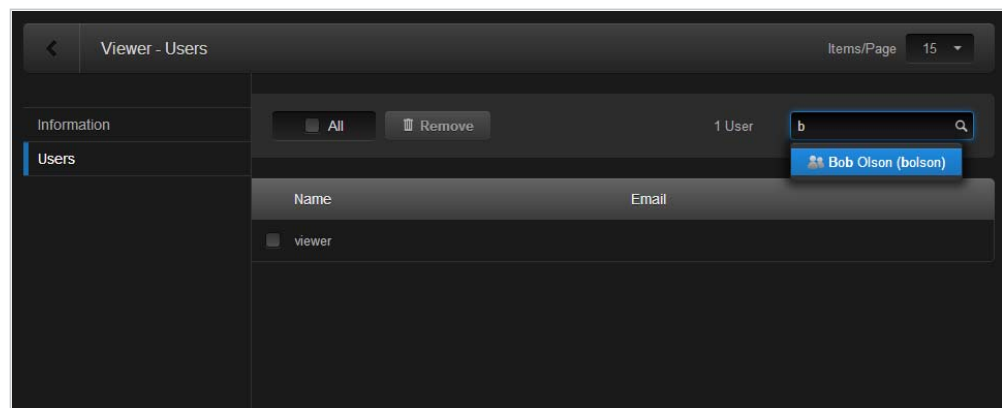 Viewer - Users
Items/Page 15
Information
Users
All Remove 1 User b
Bob Olson (bolson)
Name Email
viewer